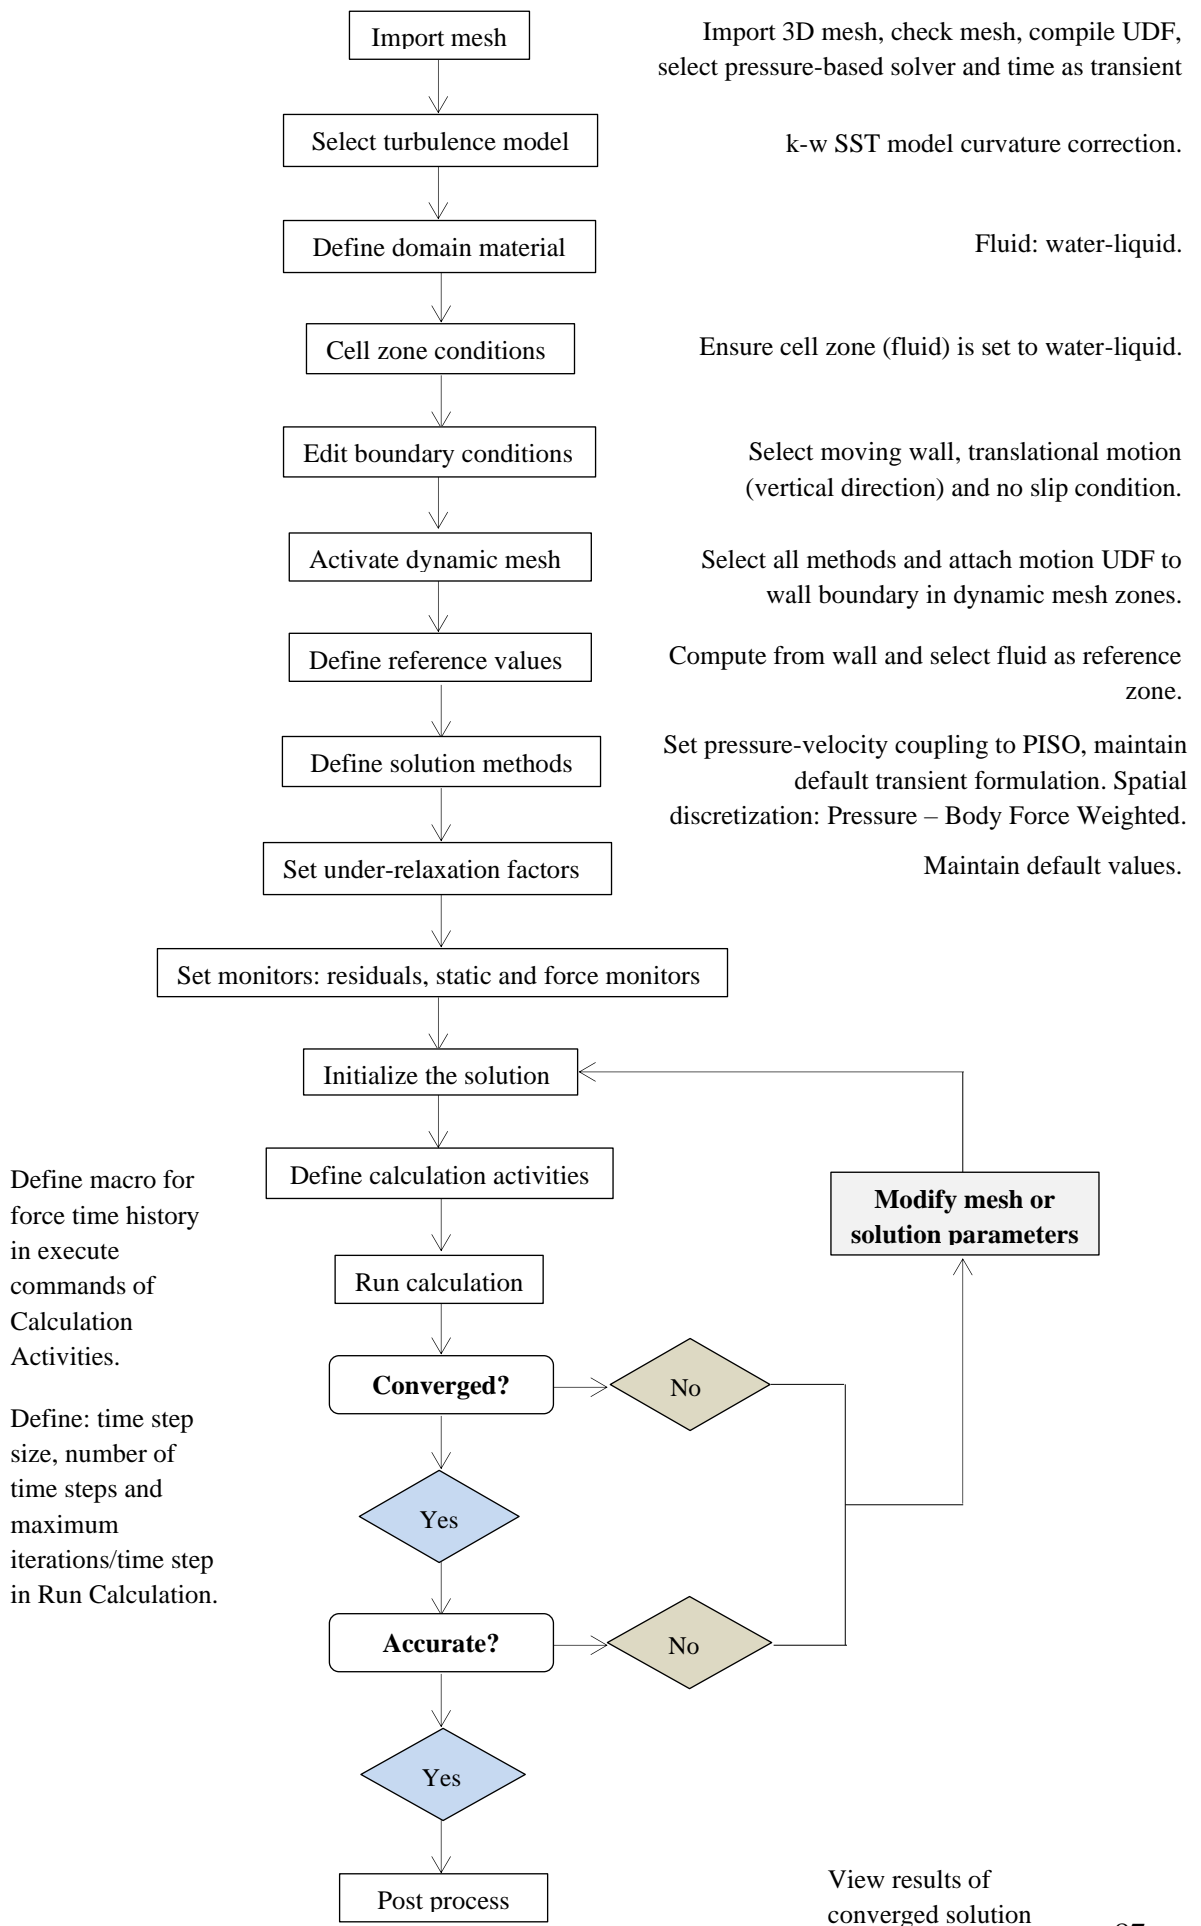 Import mesh
Import 3D mesh, check mesh, compile UDF,
select pressure-based solver and time as transient
Select turbulence model
k-w SST model curvature correction.
Define domain material
Fluid: water-liquid.
Cell zone conditions
Ensure cell zone (fluid) is set to water-liquid.
Edit boundary conditions
Select moving wall, translational motion
(vertical direction) and no slip condition.
Activate dynamic mesh
Select all methods and attach motion UDF to
wall boundary in dynamic mesh zones.
Define reference values
Compute from wall and select fluid as reference
zone.
Define solution methods
Set pressure-velocity coupling to PISO, maintain
default transient formulation. Spatial
discretization: Pressure – Body Force Weighted.
Set under-relaxation factors
Maintain default values.
Set monitors: residuals, static and force monitors
Initialize the solution
Define calculation activities
Define macro for
force time history
in execute
commands of
Calculation
Activities.
Modify mesh or
solution parameters
Run calculation
Converged?
No
Define: time step
size, number of
time steps and
maximum
iterations/time step
in Run Calculation.
Yes
Accurate?
No
Yes
Post process
View results of
converged solution